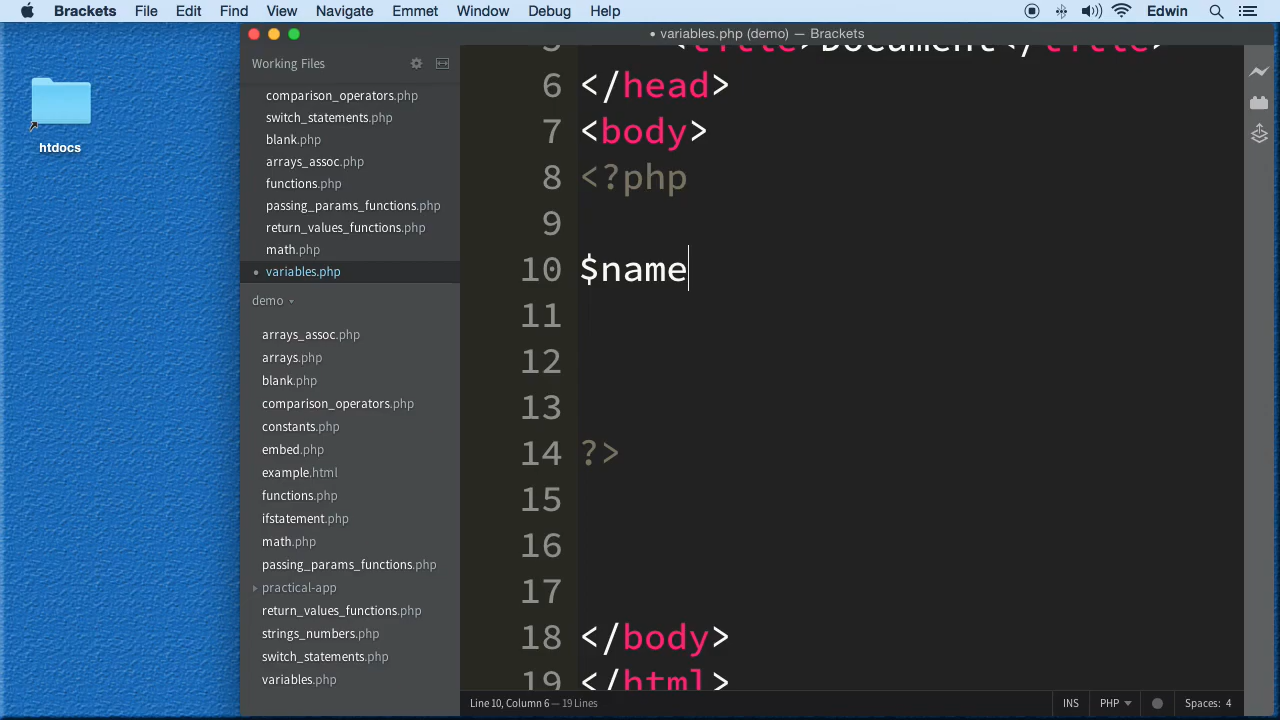 Brackets File Edit Find View Navigate Emmet Window Debug Help Edwin
• variables.php (demo) — Brackets
htdocs
Working Files
comparison_operators.php
switch_statements.php
blank.php
arrays_assoc.php
functions.php
passing_params_functions.php
return_values_functions.php
math.php
• variables.php
demo
arrays_assoc.php
arrays.php
blank.php
comparison_operators.php
constants.php
embed.php
example.html
functions.php
ifstatement.php
math.php
passing_params_functions.php
practical-app
return_values_functions.php
strings_numbers.php
switch_statements.php
variables.php
5 <title>Document</title>
6 </head>
7 <body>
8 <?php
9
10 $name
11
12
13
14 ?>
15
16
17
18 </body>
19 </html>
Line 10, Column 6 — 19 Lines
INS PHP Spaces: 4